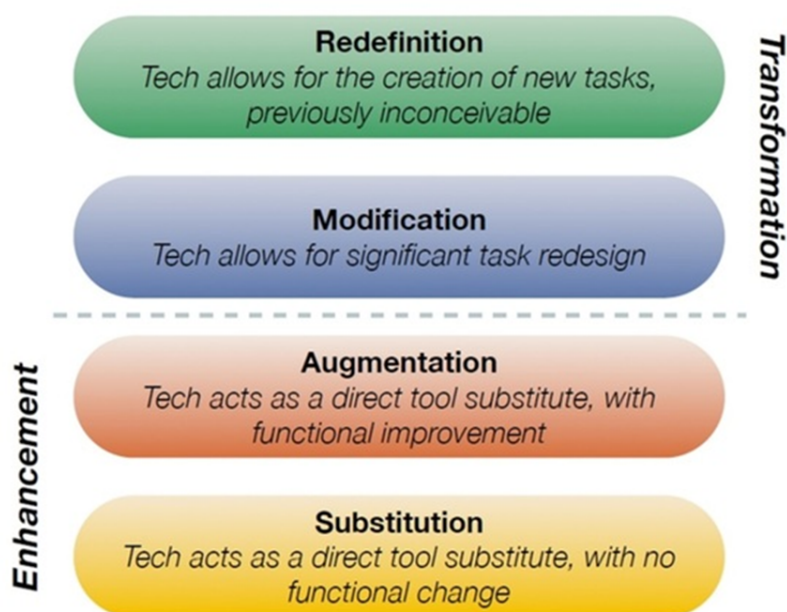 Redefinition
Tech allows for the creation of new tasks,
previously inconceivable
Transformation
Modification
Tech allows for significant task redesign
Augmentation
Tech acts as a direct tool substitute, with
functional improvement
Enhancement
Substitution
Tech acts as a direct tool substitute, with no
functional change